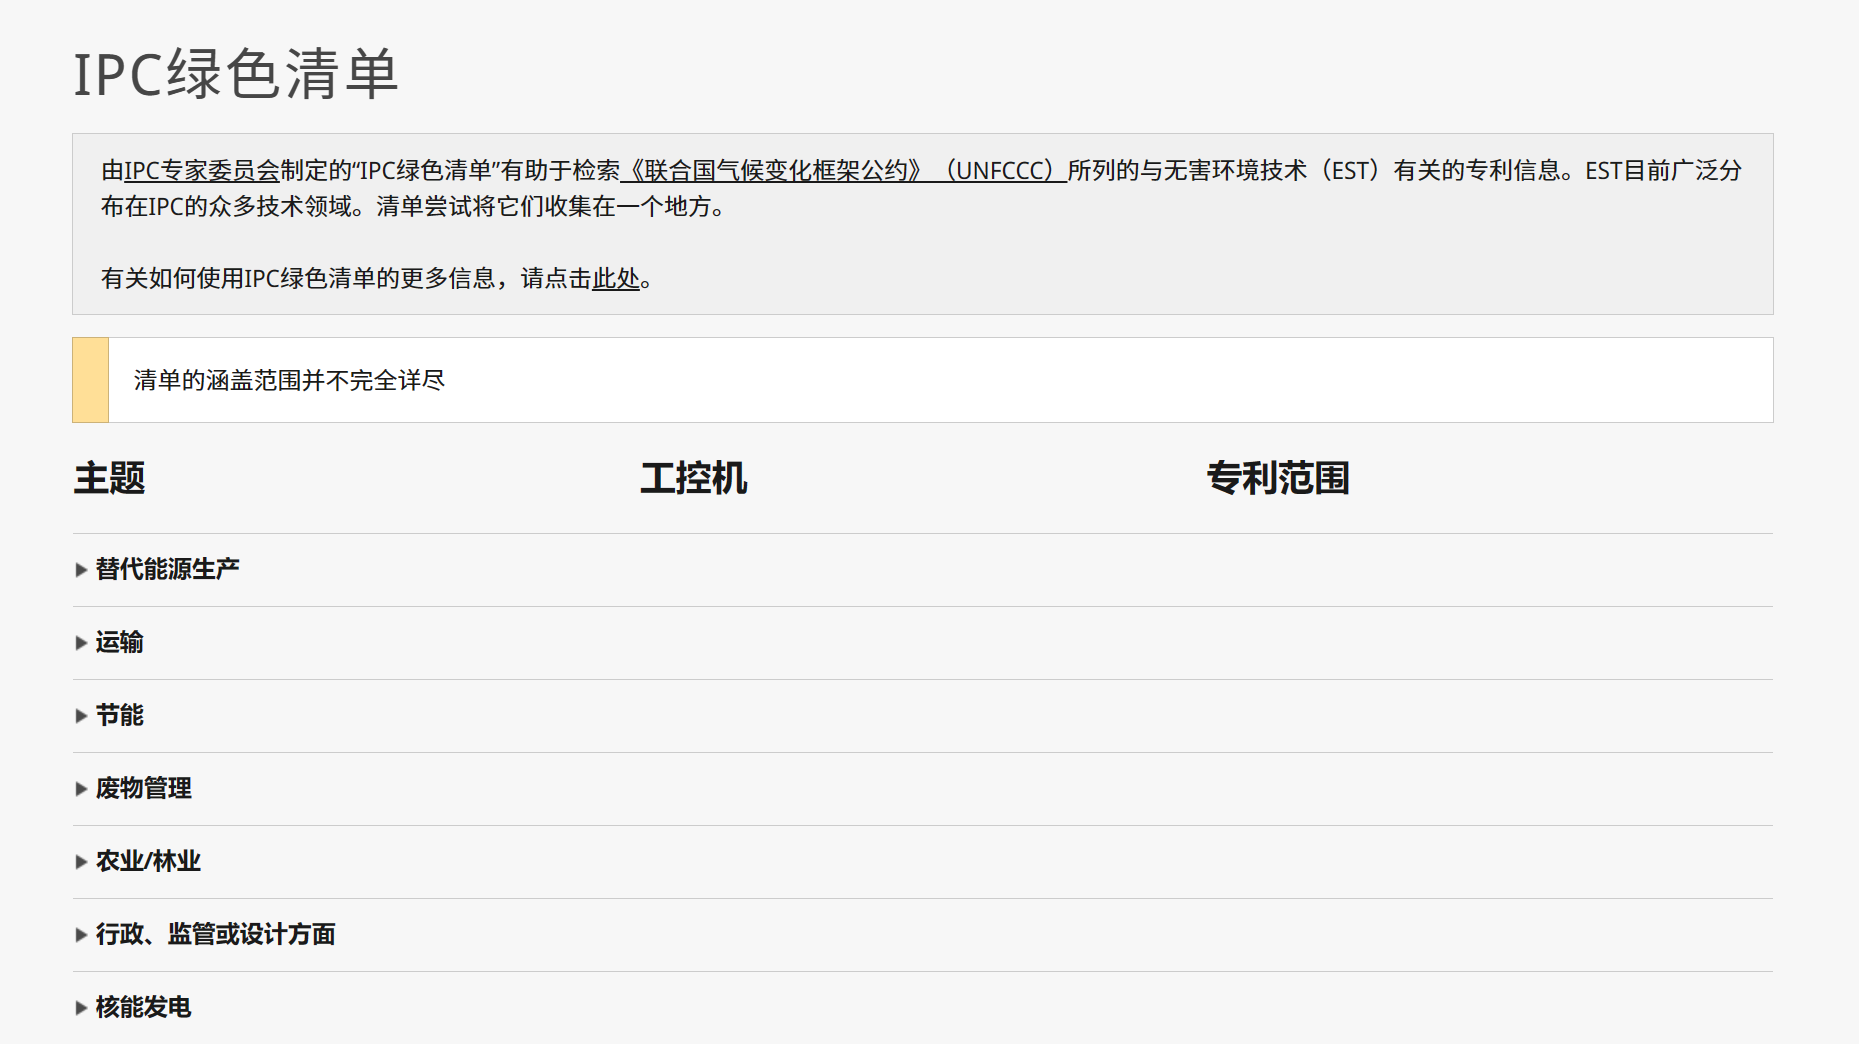 IPC绿色清单
由IPC专家委员会制定的“IPC绿色清单”有助于检索《联合国气候变化框架公约》（UNFCCC）所列的与无害环境技术（EST）有关的专利信息。EST目前广泛分
布在IPC的众多技术领域。清单尝试将它们收集在一个地方。
有关如何使用IPC绿色清单的更多信息，请点击此处。
清单的涵盖范围并不完全详尽
主题 工控机 专利范围
替代能源生产
运输
节能
废物管理
农业/林业
行政、监管或设计方面
核能发电